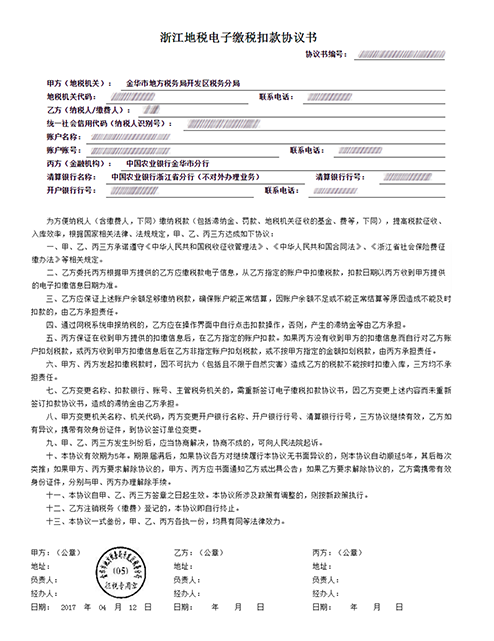 浙江地税电子缴税扣款协议书
协议书编号：
甲方（地税机关）： 金华市地方税务局开发区税务分局
地税机关代码： 联系电话：
乙方（纳税人/缴费人）：
统一社会信用代码（纳税人识别号）：
账户名称：
账户账号： 联系电话：
丙方（金融机构）： 中国农业银行金华市分行
清算银行名称： 中国农业银行浙江省分行（不对外办理业务） 清算银行行号：
开户银行行号： 联系电话：
为方便纳税人（含缴费人，下同）缴纳税款（包括滞纳金、罚款、地税机关征收的基金、费等，下同），提高税款征收、
入库效率，根据国家相关法律、法规规定，甲、乙、丙三方达成如下协议：
一、甲、乙、丙三方承诺遵守《中华人民共和国税收征收管理法》、《中华人民共和国合同法》、《浙江省社会保险费征
缴办法》等相关规定。
二、乙方委托丙方根据甲方提供的乙方应缴税款电子信息，从乙方指定的账户中扣缴税款，扣款日期以丙方收到甲方提供
的电子扣缴信息日期为准。
三、乙方应保证上述账户余额足够缴纳税款，确保账户能正常结算，因账户余额不足或不能正常结算等原因造成不能及时
扣款的，由乙方承担责任。
四、通过网税系统申报纳税的，乙方应在操作界面中自行点击扣款操作，否则，产生的滞纳金等由乙方承担。
五、丙方保证在收到甲方提供的扣缴信息后，在乙方指定的账户扣款。如果丙方没有收到甲方的扣缴信息而自行对乙方账
户扣划税款，或丙方收到甲方扣缴信息后在乙方非指定账户扣划税款，或不按甲方指定的金额扣划税款，由丙方承担责任。
六、甲方、丙方发起扣缴税款时，因不可抗力（包括且不限于自然灾害）造成乙方的税款不能按时扣缴入库，三方均不承
担责任。
七、乙方变更名称、扣款银行、账号、主管税务机关的，需重新签订电子缴税扣款协议书，因乙方变更上述内容而未重新
签订扣款协议书，造成的滞纳金由乙方承担。
八、甲方变更机关名称、机关代码，丙方变更开户银行名称、开户银行行号、清算银行行号，三方协议继续有效，乙方如
有异议，携带有效身份证件，到协议签订单位变更。
九、甲、乙、丙三方发生纠纷后，应当协商解决，协商不成的，可向人民法院起诉。
十、本协议有效期为5年。期限届满后，如果协议各方对继续履行本协议无书面异议的，则本协议自动顺延5年，其后每次
类推；如果甲方、丙方要求解除协议的，甲方、丙方应书面通知乙方或出具公告；如果乙方要求解除协议的，乙方需携带有效
身份证件，分别与甲、丙方办理解除手续。
十一、本协议自甲、乙、丙三方签章之日起生效。本协议所涉及政策有调整的，则按新政策执行。
十二、乙方注销税务（缴费）登记的，本协议即自行终止。
十三、本协议一式叁份，甲、乙、丙方各执一份，均具有同等法律效力。
甲方：（公章） 乙方：（公章） 丙方：（公章）
地址： 地址： 地址：
负责人： 负责人： 负责人：
经办人： 经办人： 经办人：
日期： 2017 年 04 月 12 日 日期： 年 月 日 日期： 年 月 日
(05)
征税专用章